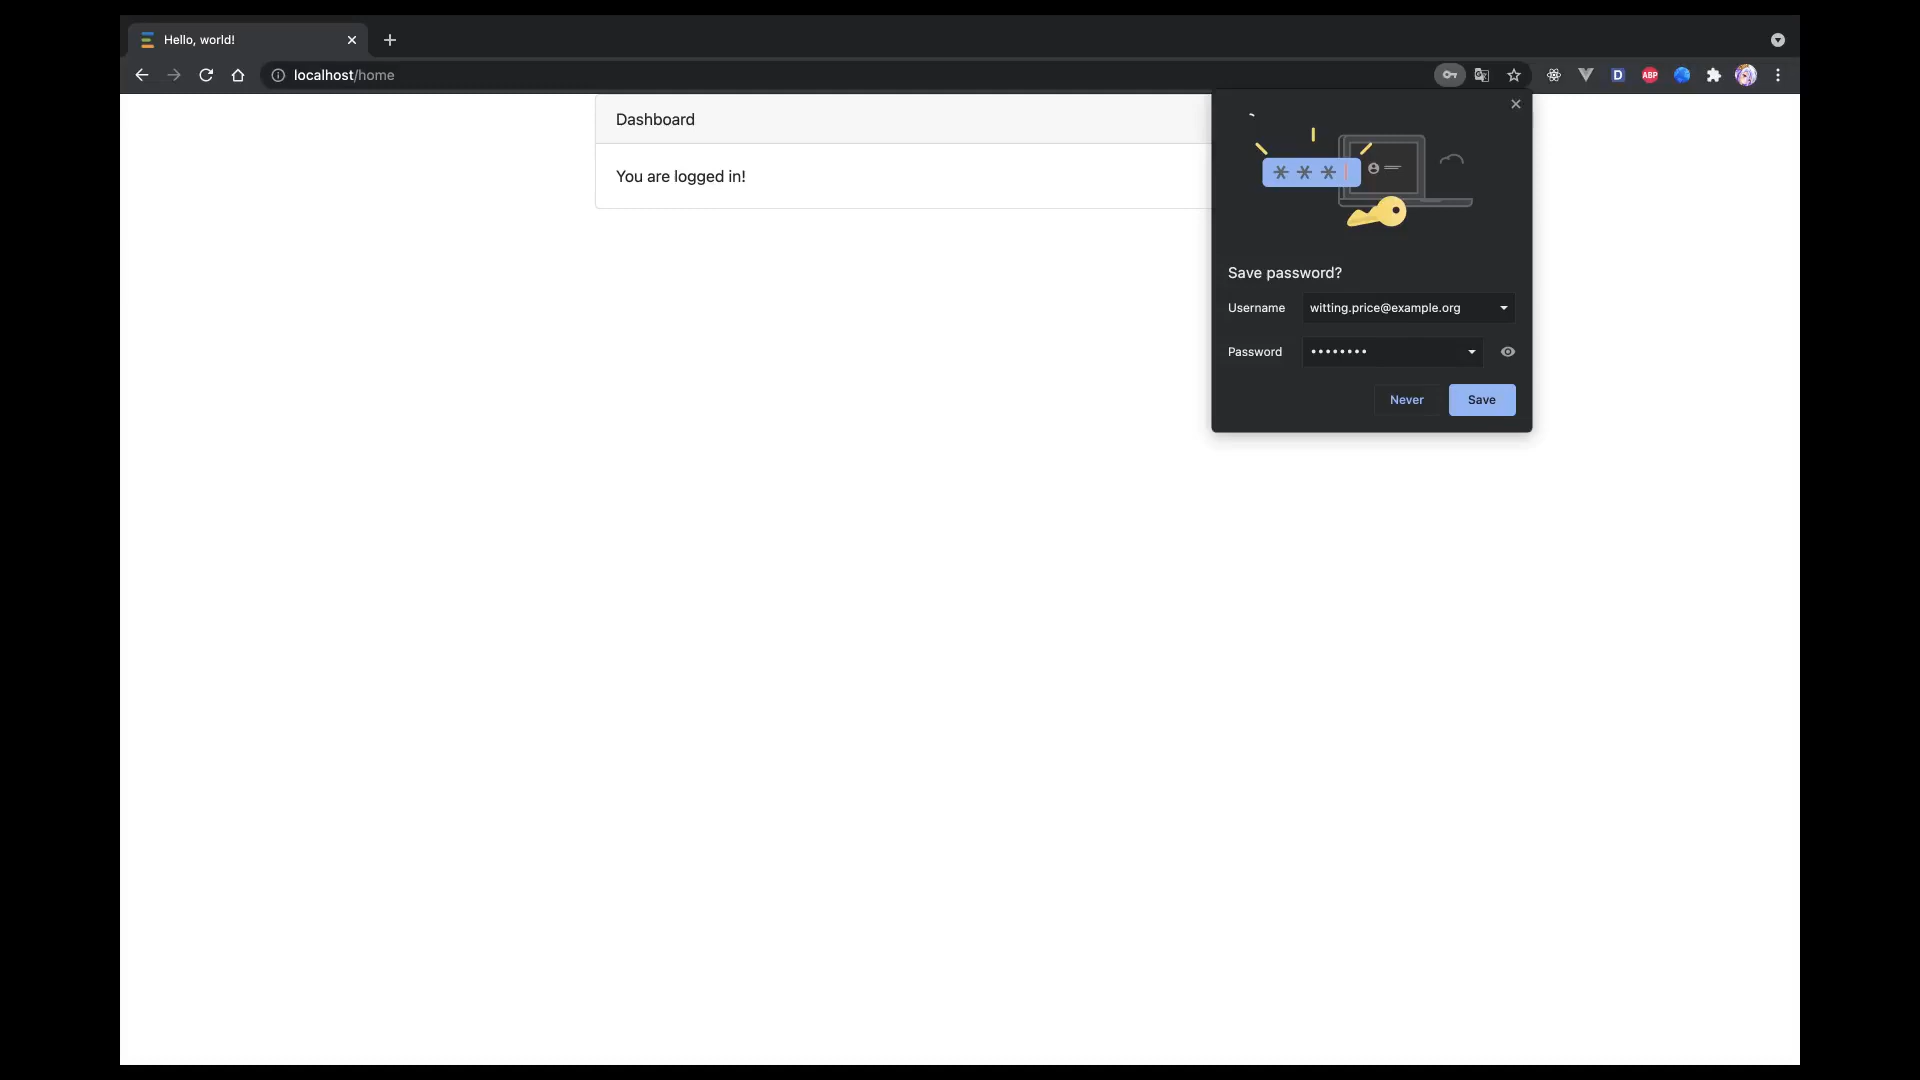 Hello, world!
localhost/home
D
ABP
Dashboard
You are logged in!
Save password?
Username
witting.price@example.org
Password
••••••••
Never
Save